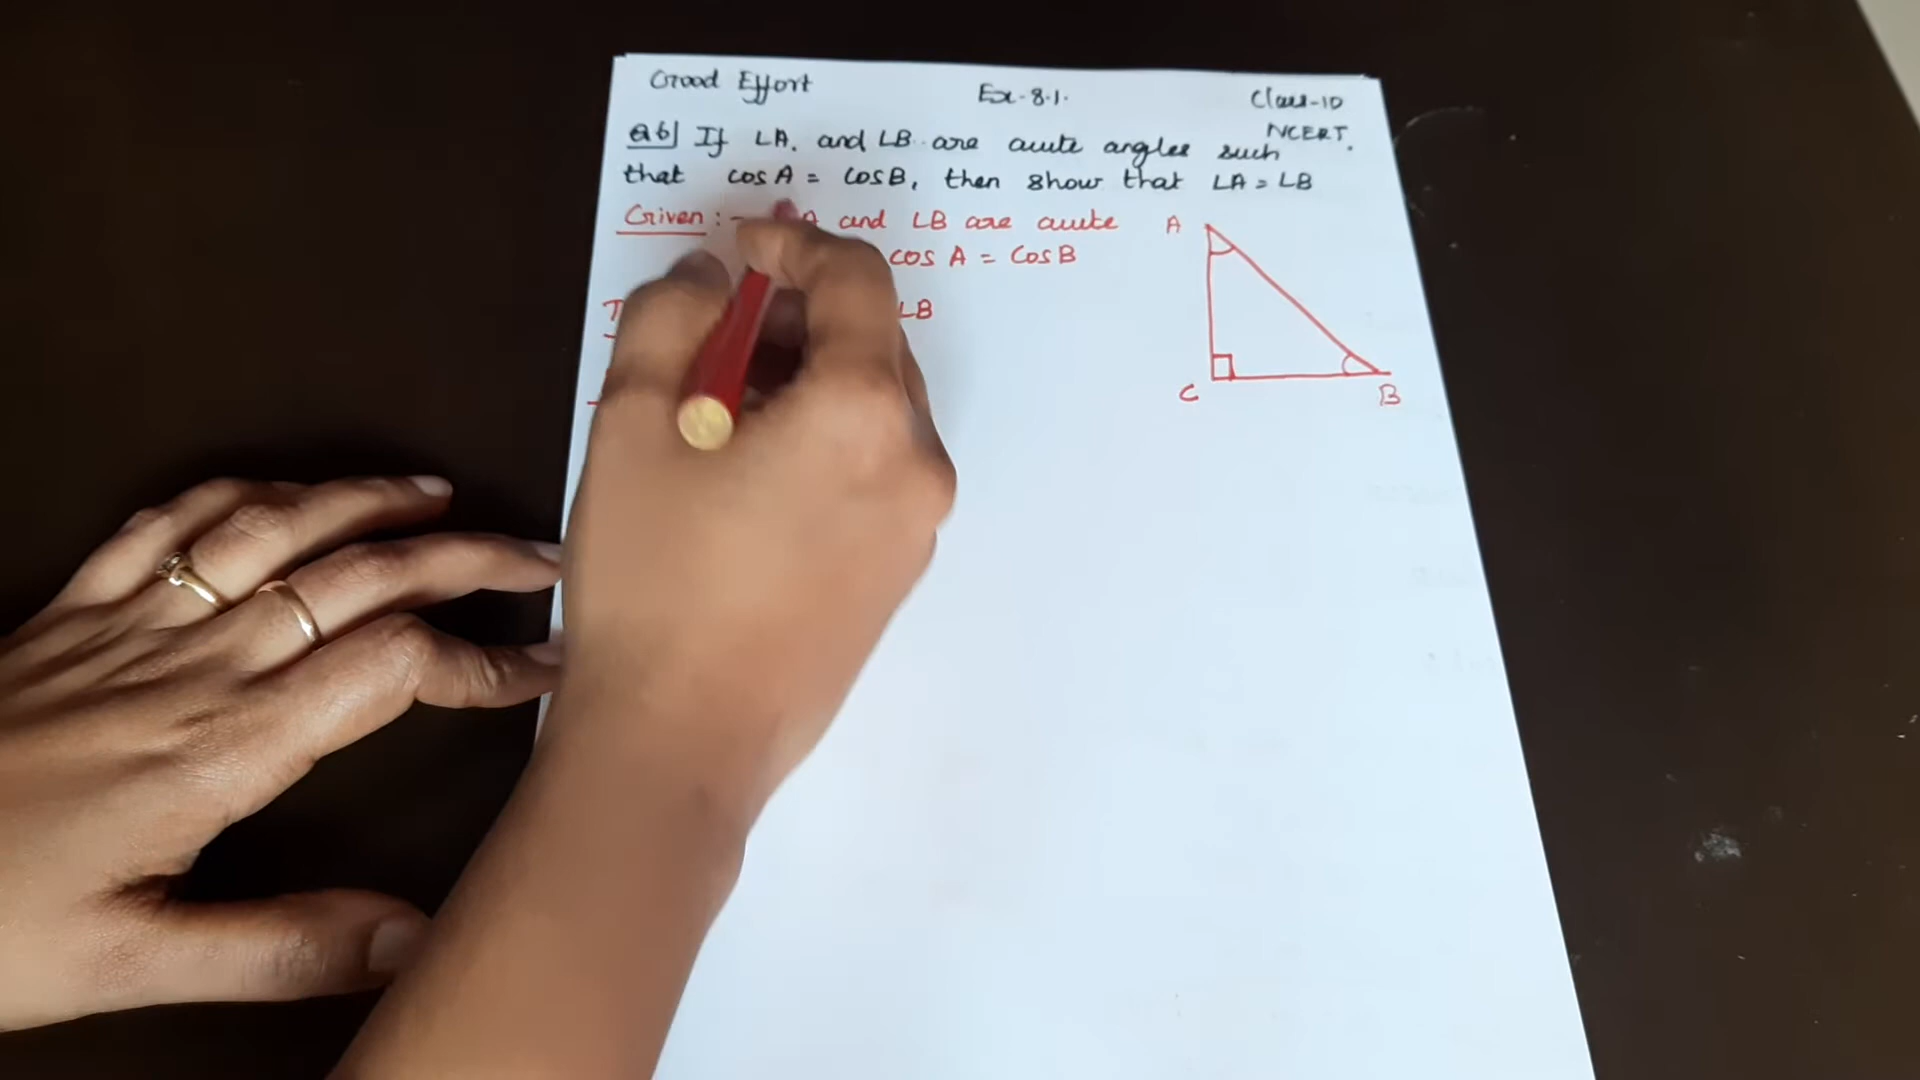 Good Effort Ex-8.1. Class-10
NCERT.
Q6] If ∠A. and ∠B are acute angles such
that cos A = cos B, then show that ∠A = ∠B
Given :- A and ∠B are acute
cos A = Cos B
∠B
A
C
B